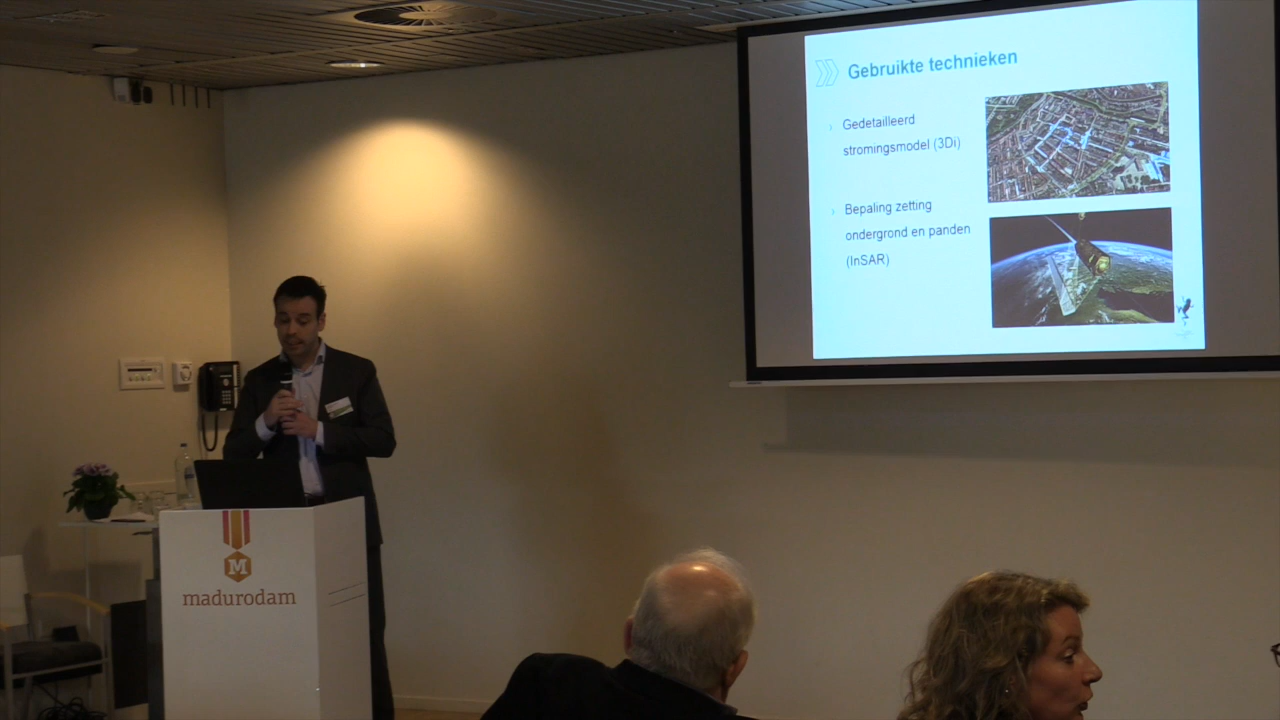 Gebruikte technieken
Gedetailleerd
stromingsmodel (3Di)
Bepaling zetting
ondergrond en panden
(InSAR)
M
madurodam